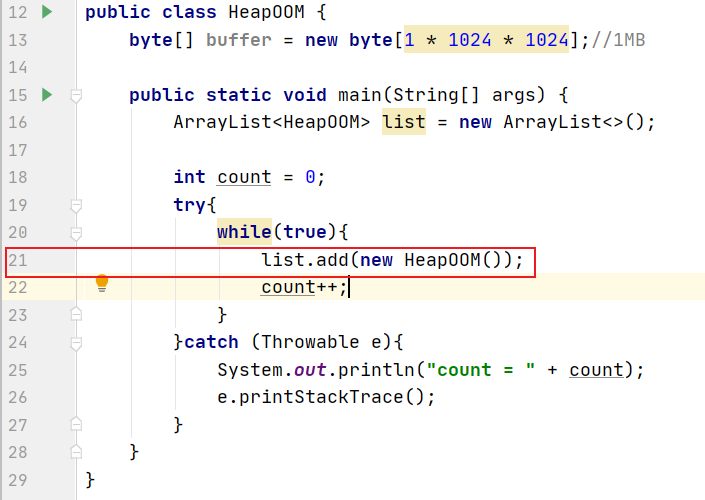 12 public class HeapOOM {
13 byte[] buffer = new byte[1 * 1024 * 1024];//1MB
14
15 public static void main(String[] args) {
16 ArrayList<HeapOOM> list = new ArrayList<>();
17
18 int count = 0;
19 try{
20 while(true){
21 list.add(new HeapOOM());
22 count++;
23 }
24 }catch (Throwable e){
25 System.out.println("count = " + count);
26 e.printStackTrace();
27 }
28 }
29 }